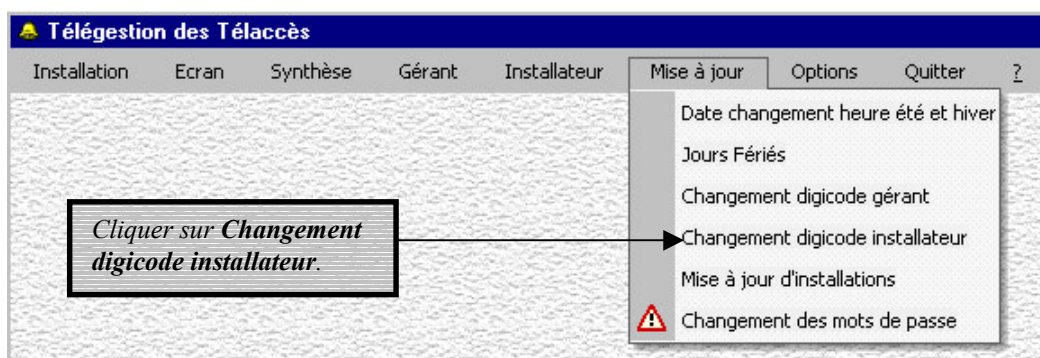 Télégestion des Télaccès
Installation Ecran Synthèse Gérant Installateur Mise à jour Options Quitter ?
Date changement heure été et hiver
Jours Fériés
Changement digicode gérant
Cliquer sur Changement
digicode installateur.
Changement digicode installateur
Mise à jour d'installations
Changement des mots de passe